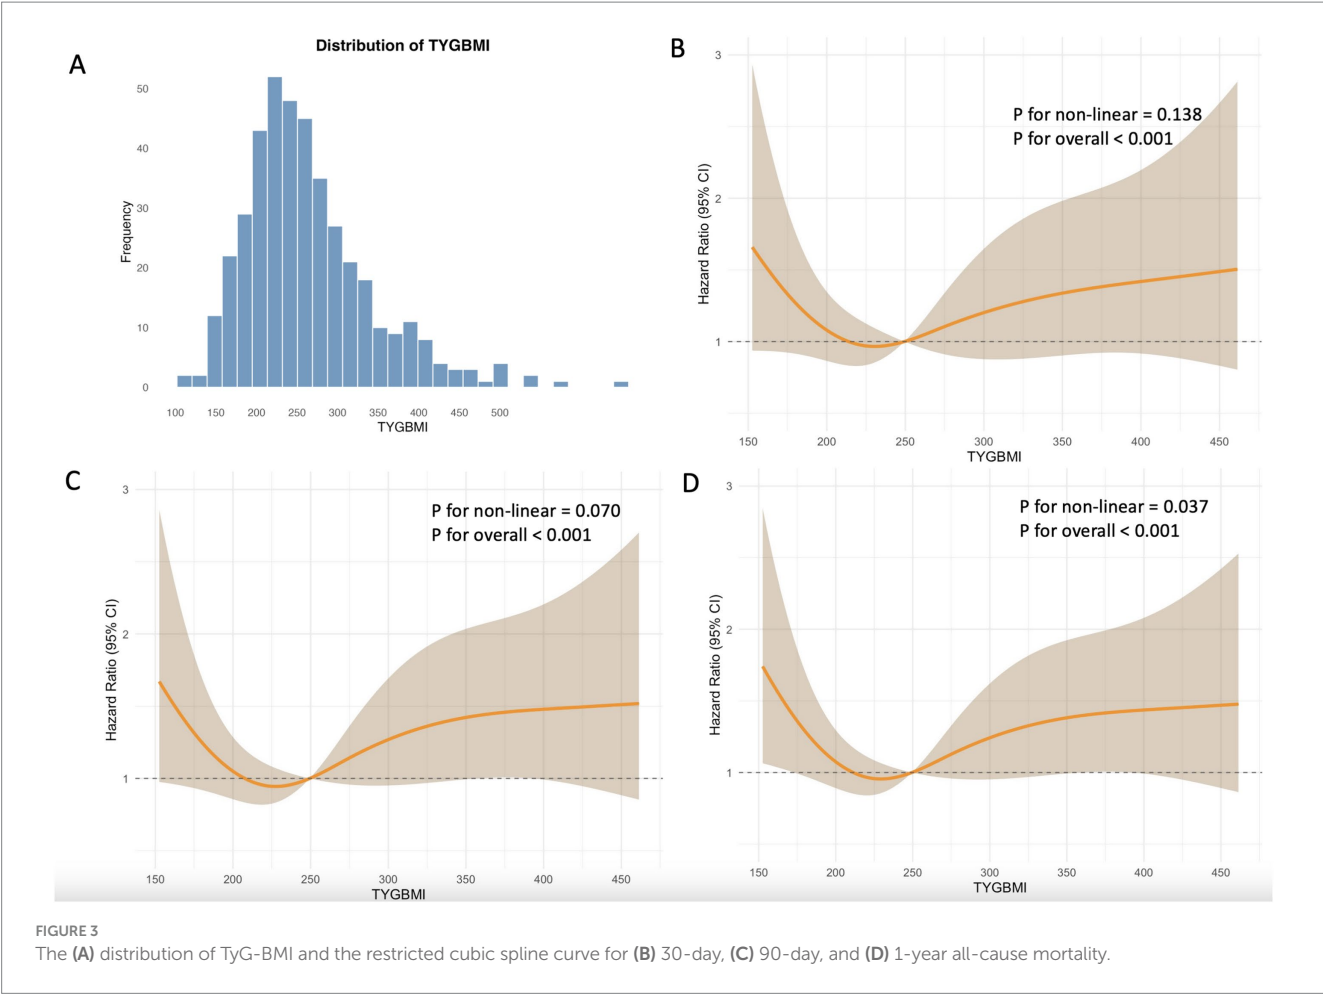 A
Distribution of TYGBMI
Frequency
50
40
30
20
10
0
100 150 200 250 300 350 400 450 500
TYGBMI
B
P for non-linear = 0.138
P for overall < 0.001
Hazard Ratio (95% CI)
3
2
1
150 200 250 300 350 400 450
TYGBMI
C
P for non-linear = 0.070
P for overall < 0.001
Hazard Ratio (95% CI)
3
2
1
150 200 250 300 350 400 450
TYGBMI
D
P for non-linear = 0.037
P for overall < 0.001
Hazard Ratio (95% CI)
3
2
1
150 200 250 300 350 400 450
TYGBMI
FIGURE 3
The (A) distribution of TyG-BMI and the restricted cubic spline curve for (B) 30-day, (C) 90-day, and (D) 1-year all-cause mortality.